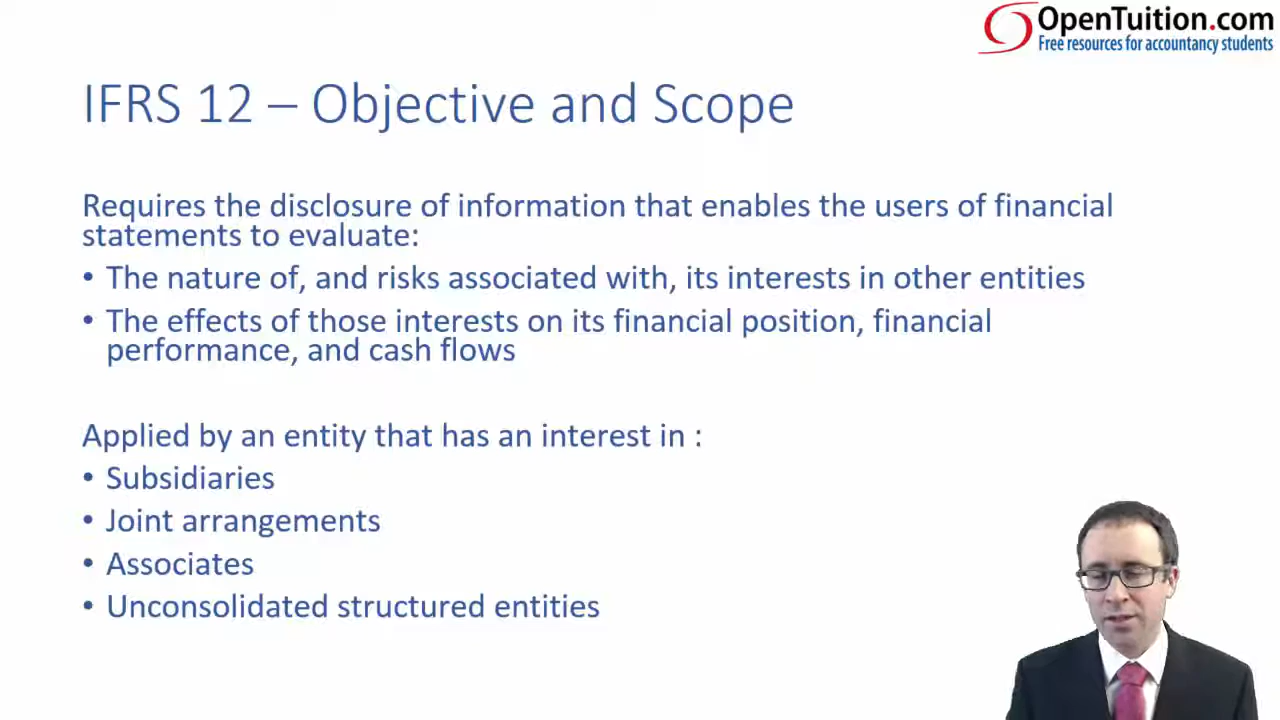 OpenTuition.com
Free resources for accountancy students
IFRS 12 – Objective and Scope
Requires the disclosure of information that enables the users of financial
statements to evaluate:
• The nature of, and risks associated with, its interests in other entities
• The effects of those interests on its financial position, financial
performance, and cash flows
Applied by an entity that has an interest in :
• Subsidiaries
• Joint arrangements
• Associates
• Unconsolidated structured entities